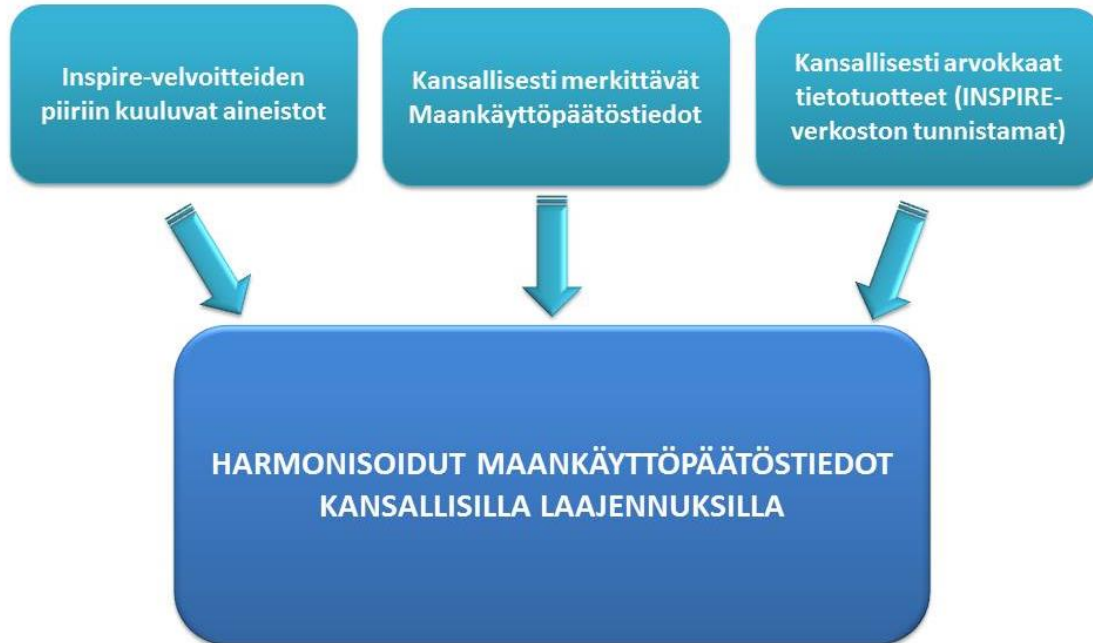 Inspire-velvoitteiden
piiriin kuuluvat aineistot
Kansallisesti merkittävät
Maankäyttöpäätöstiedot
Kansallisesti arvokkaat
tietotuotteet (INSPIRE-
verkoston tunnistamat)
HARMONISOIDUT MAANKÄYTTÖPÄÄTÖSTIEDOT
KANSALLISILLA LAAJENNUKSILLA